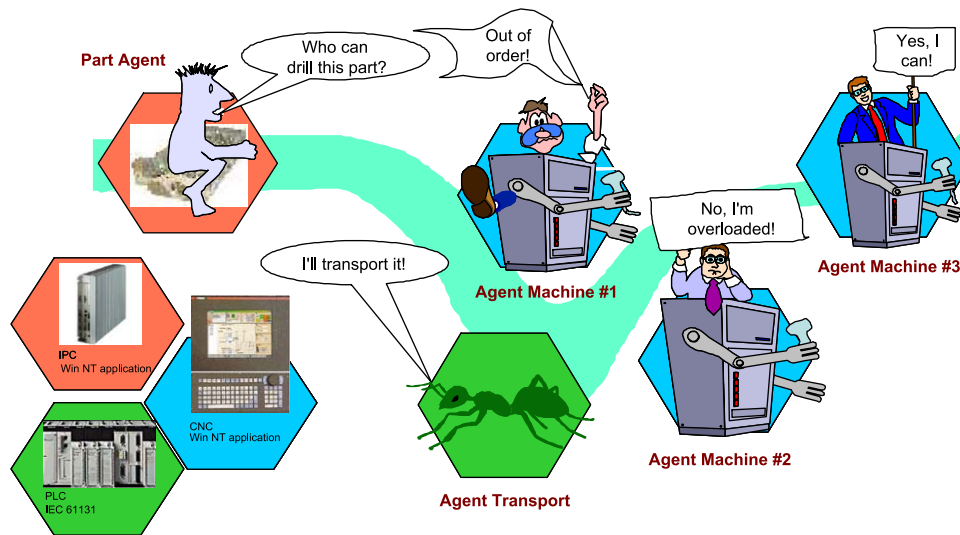 Part Agent
Who can
drill this part?
Out of
order!
Yes, I
can!
No, I'm
overloaded!
Agent Machine #3
I'll transport it!
Agent Machine #1
IPC
Win NT application
CNC
Win NT application
Agent Machine #2
PLC
IEC 61131
Agent Transport